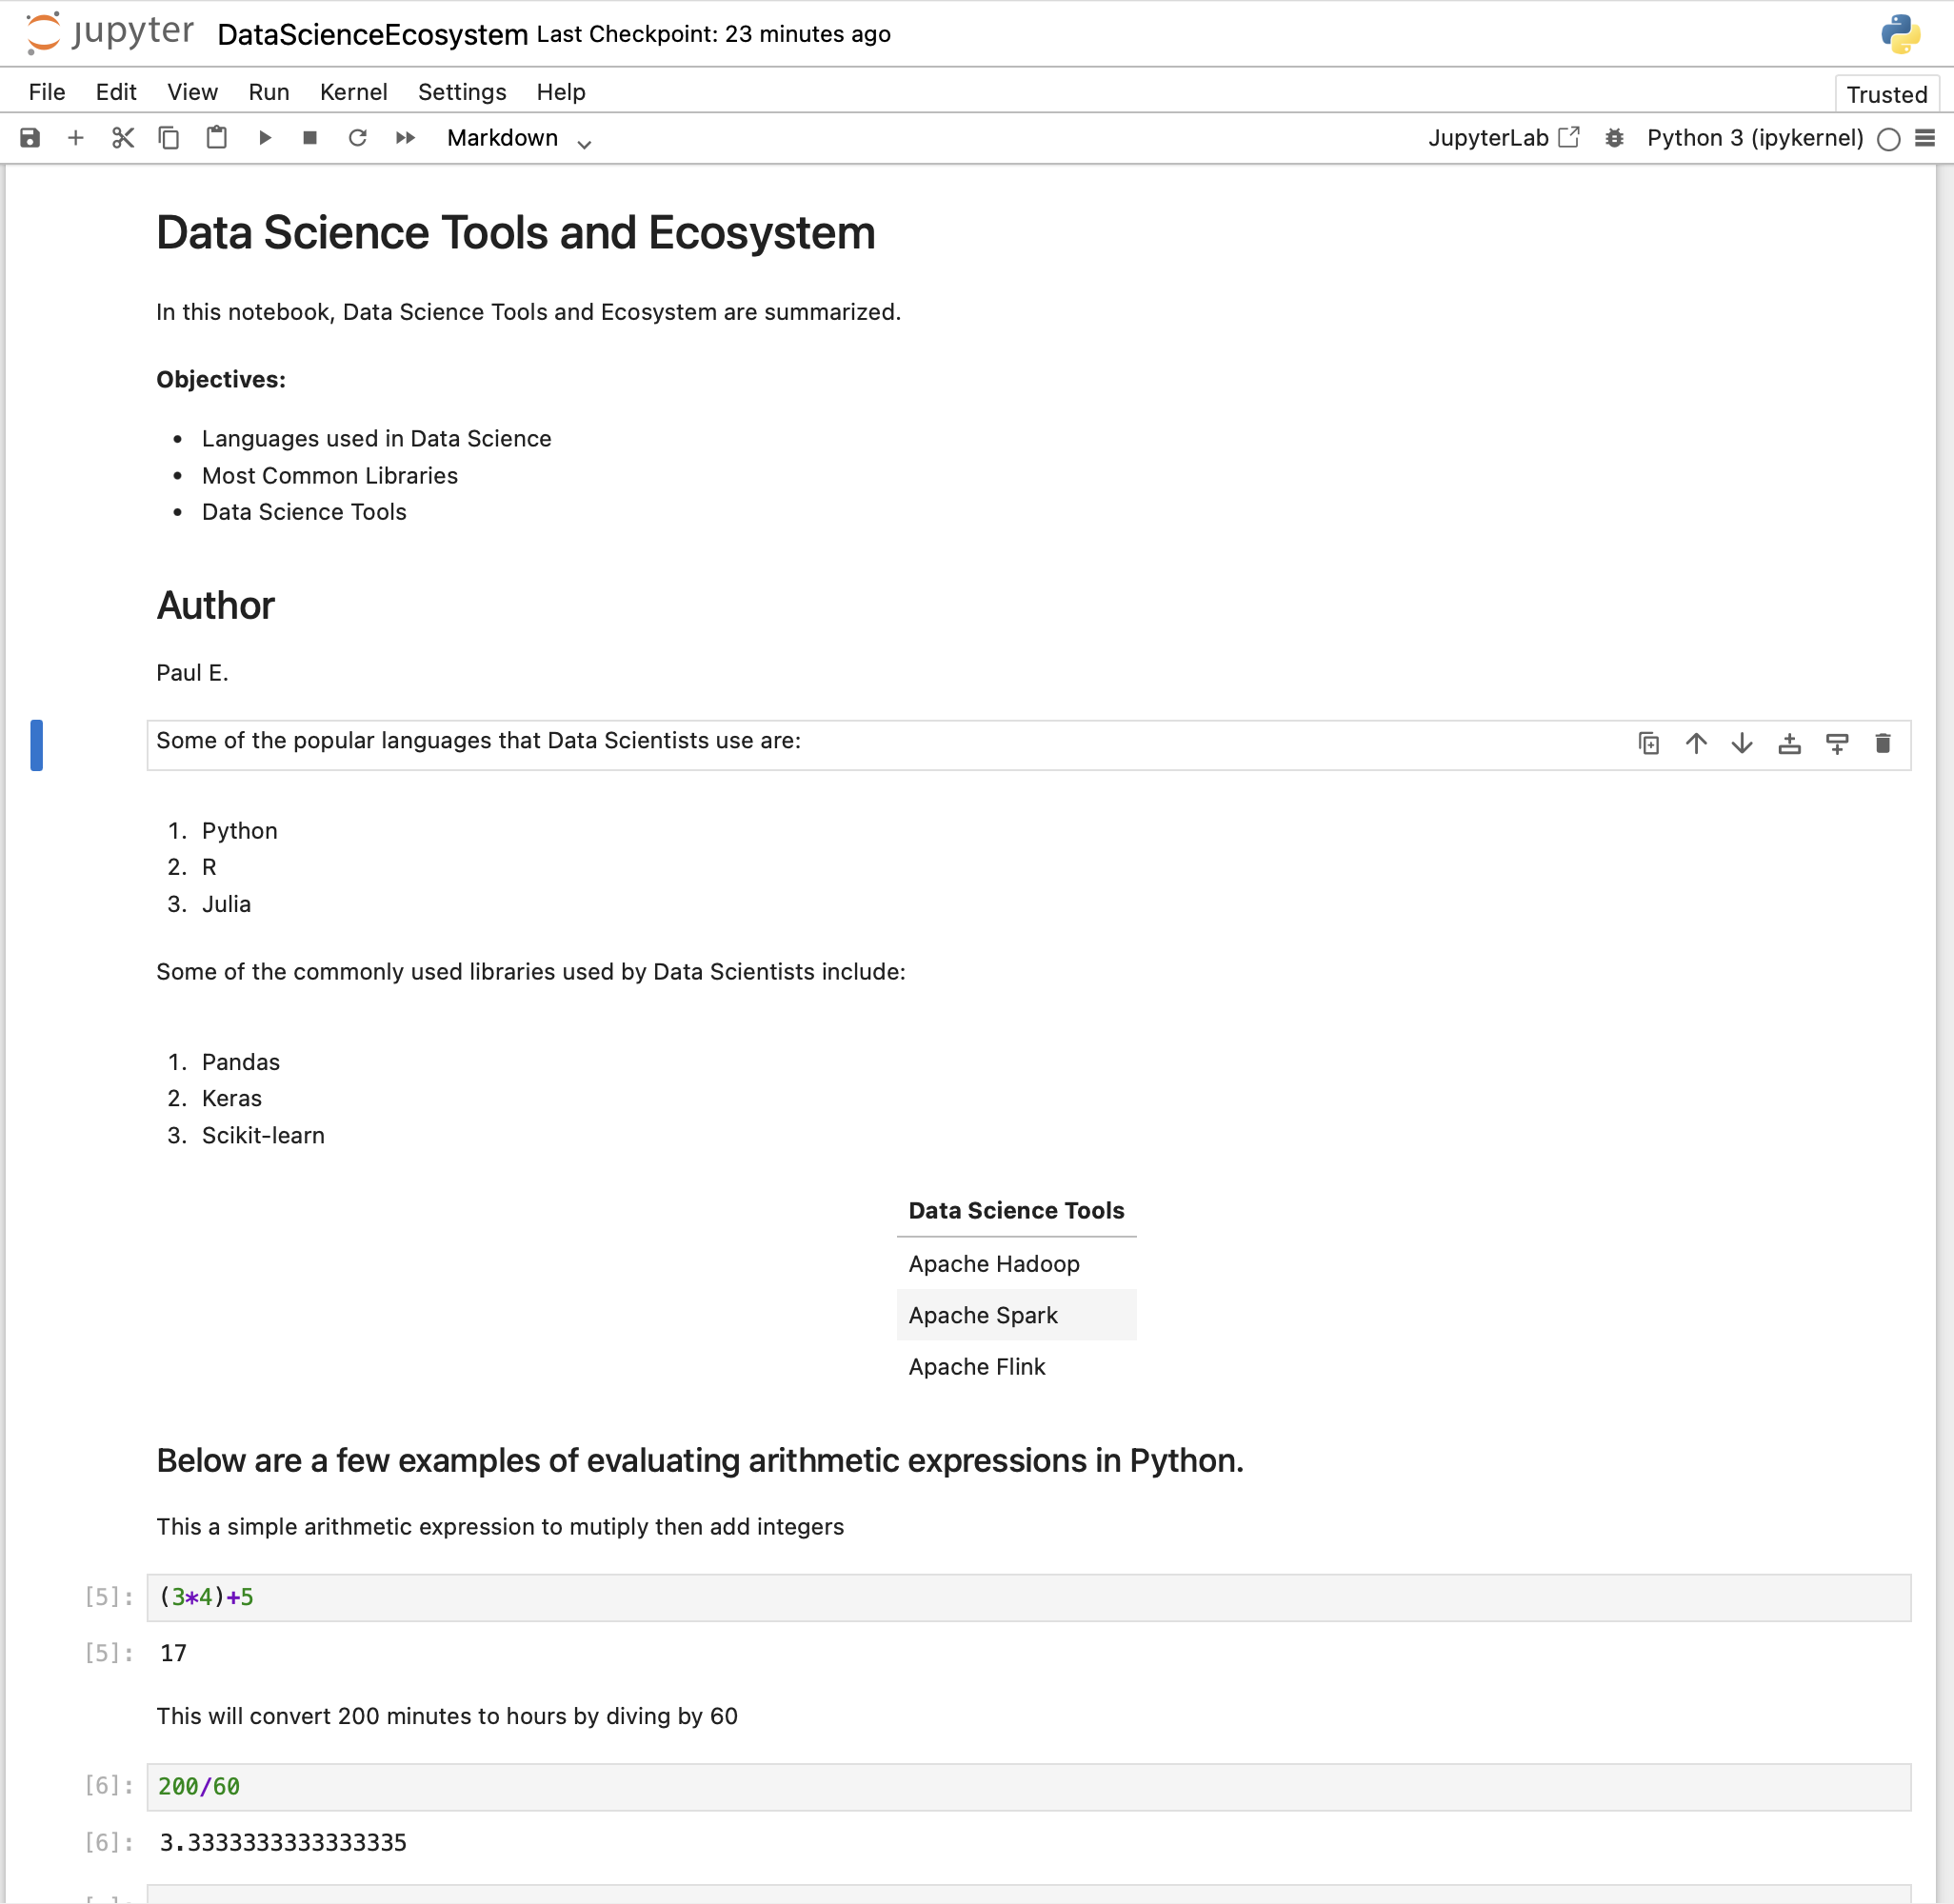 jupyter DataScienceEcosystem Last Checkpoint: 23 minutes ago
File Edit View Run Kernel Settings Help Trusted
Markdown JupyterLab Python 3 (ipykernel)
Data Science Tools and Ecosystem
In this notebook, Data Science Tools and Ecosystem are summarized.
Objectives:
• Languages used in Data Science
• Most Common Libraries
• Data Science Tools
Author
Paul E.
Some of the popular languages that Data Scientists use are:
1. Python
2. R
3. Julia
Some of the commonly used libraries used by Data Scientists include:
1. Pandas
2. Keras
3. Scikit-learn
Data Science Tools
Apache Hadoop
Apache Spark
Apache Flink
Below are a few examples of evaluating arithmetic expressions in Python.
This a simple arithmetic expression to mutiply then add integers
[5]: (3*4)+5
[5]: 17
This will convert 200 minutes to hours by diving by 60
[6]: 200/60
[6]: 3.3333333333333335